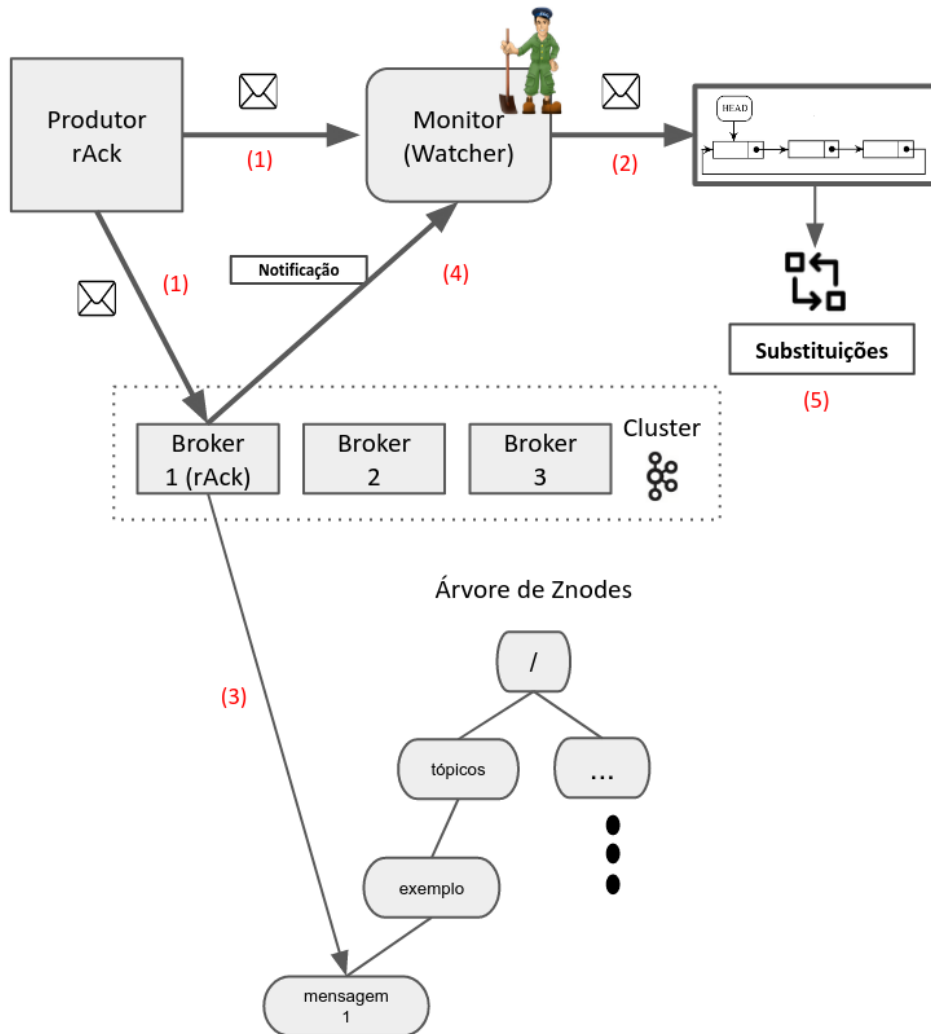 HEAD
Produtor
rAck
Monitor
(Watcher)
(1)
(2)
Notificação
(1)
(4)
Substituições
(5)
Broker
1 (rAck)
Broker
2
Broker
3
Cluster
Árvore de Znodes
/
(3)
tópicos
...
exemplo
mensagem
1